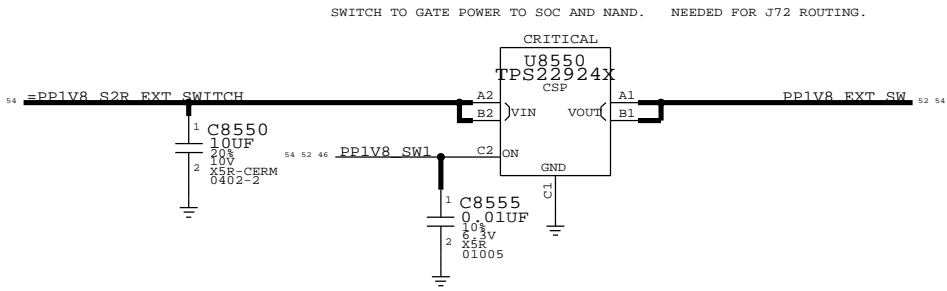 SWITCH TO GATE POWER TO SOC AND NAND. NEEDED FOR J72 ROUTING.
CRITICAL
U8550
TPS22924X
CSP
54 =PP1V8_S2R_EXT_SWITCH
A2
A1
PP1V8_EXT_SW 52 54
B2
VIN
VOUT
B1
1
C8550
10UF
20%
10V
2
X5R-CERM
0402-2
54 52 46 PP1V8_SW1
C2
ON
GND
C1
1
C8555
0.01UF
10%
6.3V
2
X5R
01005